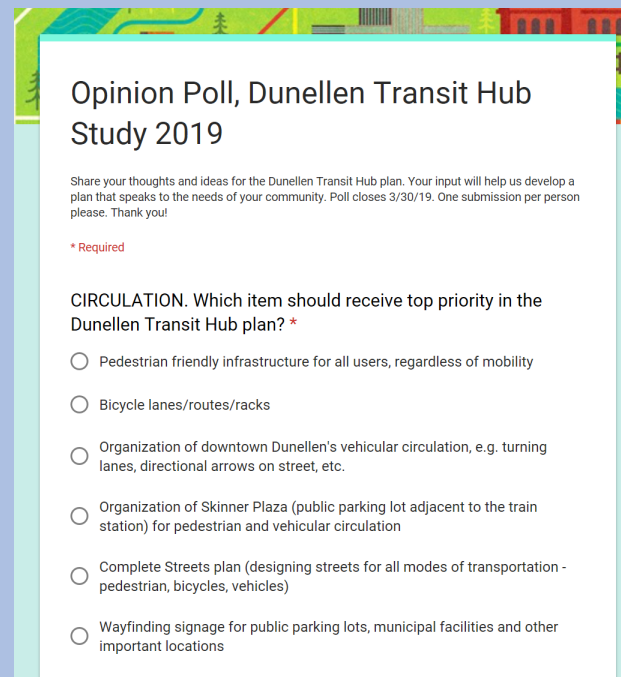 Opinion Poll, Dunellen Transit Hub
Study 2019
Share your thoughts and ideas for the Dunellen Transit Hub plan. Your input will help us develop a
plan that speaks to the needs of your community. Poll closes 3/30/19. One submission per person
please. Thank you!
* Required
CIRCULATION. Which item should receive top priority in the
Dunellen Transit Hub plan? *
Pedestrian friendly infrastructure for all users, regardless of mobility
Bicycle lanes/routes/racks
Organization of downtown Dunellen's vehicular circulation, e.g. turning
lanes, directional arrows on street, etc.
Organization of Skinner Plaza (public parking lot adjacent to the train
station) for pedestrian and vehicular circulation
Complete Streets plan (designing streets for all modes of transportation -
pedestrian, bicycles, vehicles)
Wayfinding signage for public parking lots, municipal facilities and other
important locations